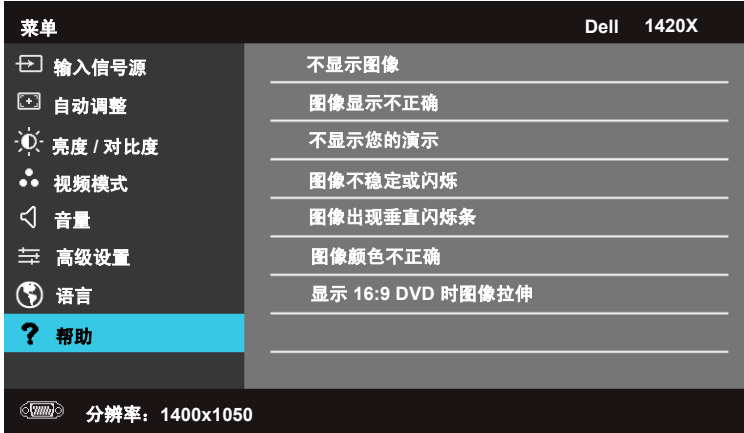 菜单 Dell 1420X
输入信号源
自动调整
亮度 / 对比度
视频模式
音量
高级设置
语言
? 帮助
不显示图像
图像显示不正确
不显示您的演示
图像不稳定或闪烁
图像出现垂直闪烁条
图像颜色不正确
显示 16:9 DVD 时图像拉伸
分辨率：1400x1050